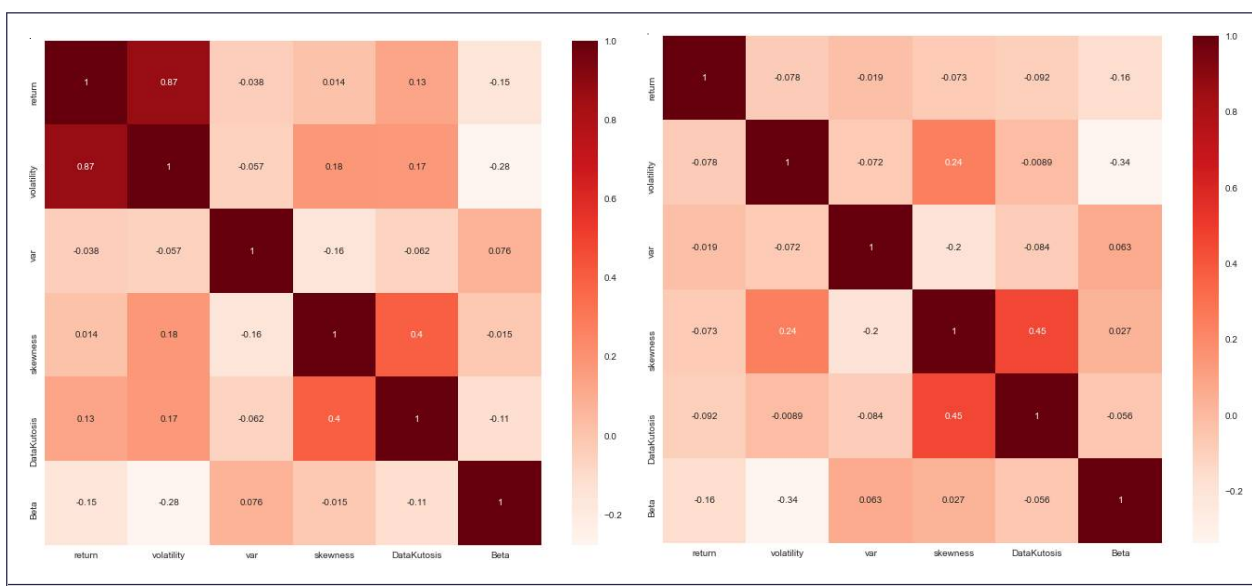 1.0
return 1 0.87 -0.038 0.014 0.13 -0.15
0.8
volatility 0.87 1 -0.057 0.18 0.17 -0.28
0.6
var -0.038 -0.057 1 -0.16 -0.062 0.076
0.4
skewness 0.014 0.18 -0.16 1 0.4 -0.015
0.2
DataKutosis 0.13 0.17 -0.062 0.4 1 -0.11
0.0
Beta -0.15 -0.28 0.076 -0.015 -0.11 1
−0.2
return volatility var skewness DataKutosis Beta
1.0
return 1 -0.078 -0.019 -0.073 -0.092 -0.16
0.8
volatility -0.078 1 -0.072 0.24 -0.0089 -0.34
0.6
var -0.019 -0.072 1 -0.2 -0.084 0.063
0.4
skewness -0.073 0.24 -0.2 1 0.45 0.027
0.2
DataKutosis -0.092 -0.0089 -0.084 0.45 1 -0.056
0.0
Beta -0.16 -0.34 0.063 0.027 -0.056 1
−0.2
return volatility var skewness DataKutosis Beta